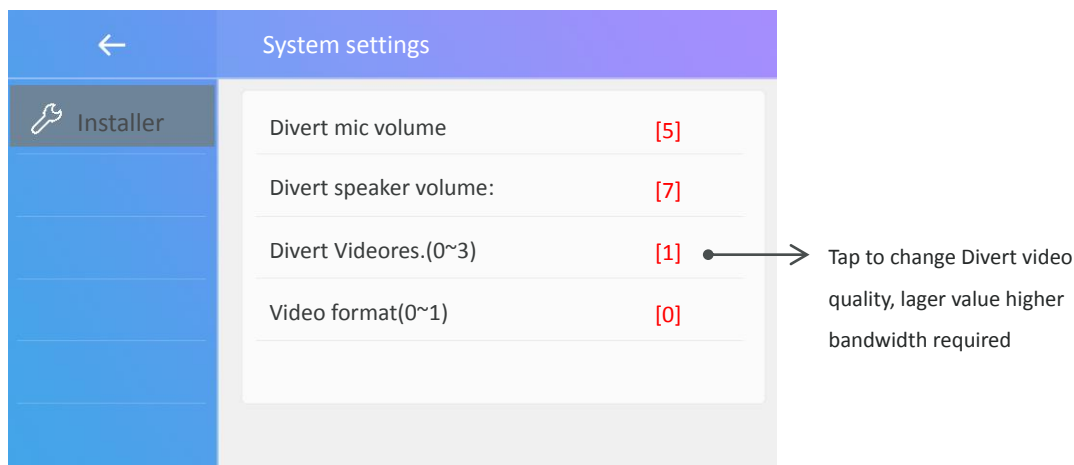 System settings
Installer
Divert mic volume [5]
Divert speaker volume: [7]
Divert Videores.(0~3) [1]
Video format(0~1) [0]
Tap to change Divert video
quality, lager value higher
bandwidth required